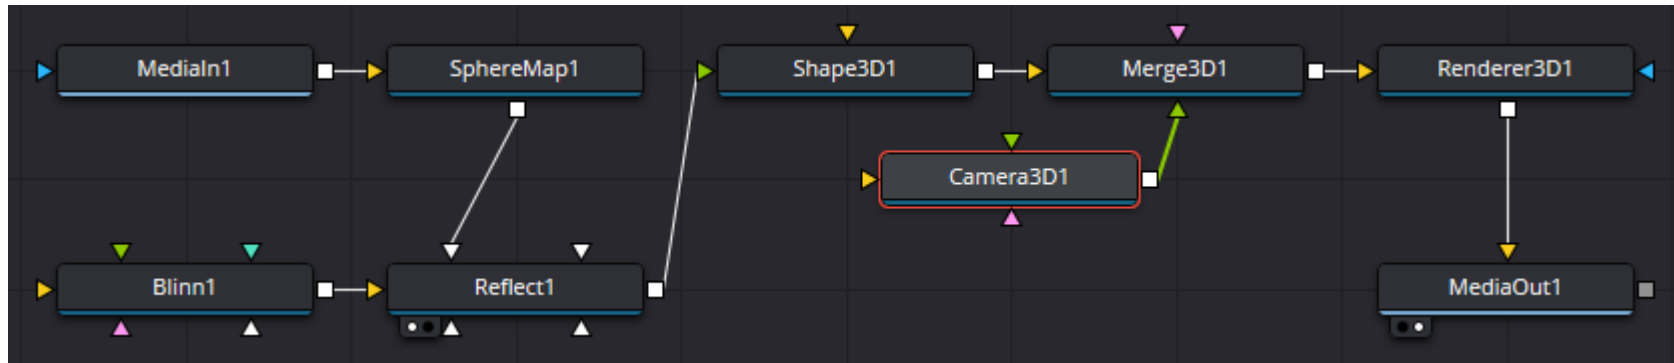 MediaIn1
SphereMap1
Shape3D1
Merge3D1
Renderer3D1
Camera3D1
Blinn1
Reflect1
MediaOut1